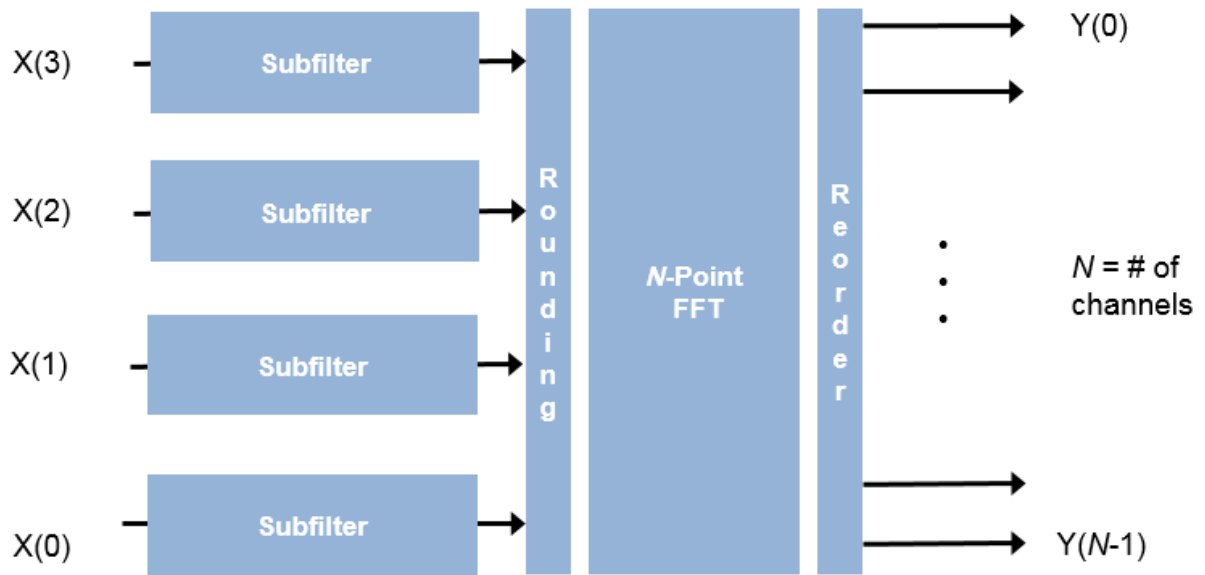 X(3)
Subfilter
X(2)
Subfilter
X(1)
Subfilter
X(0)
Subfilter
Rounding
N-Point
FFT
Reorder
Y(0)
N = # of
channels
Y(N-1)